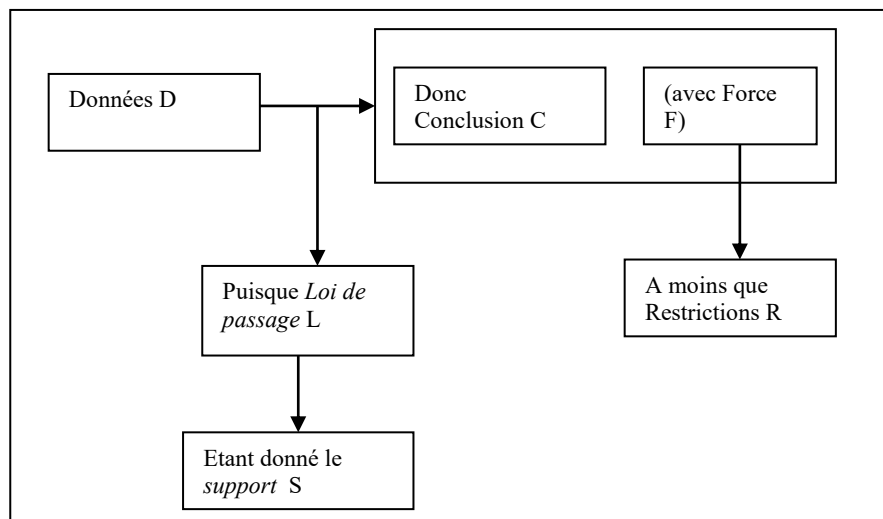 Données D
Donc
Conclusion C
(avec Force
F)
Puisque Loi de
passage L
A moins que
Restrictions R
Etant donné le
support S